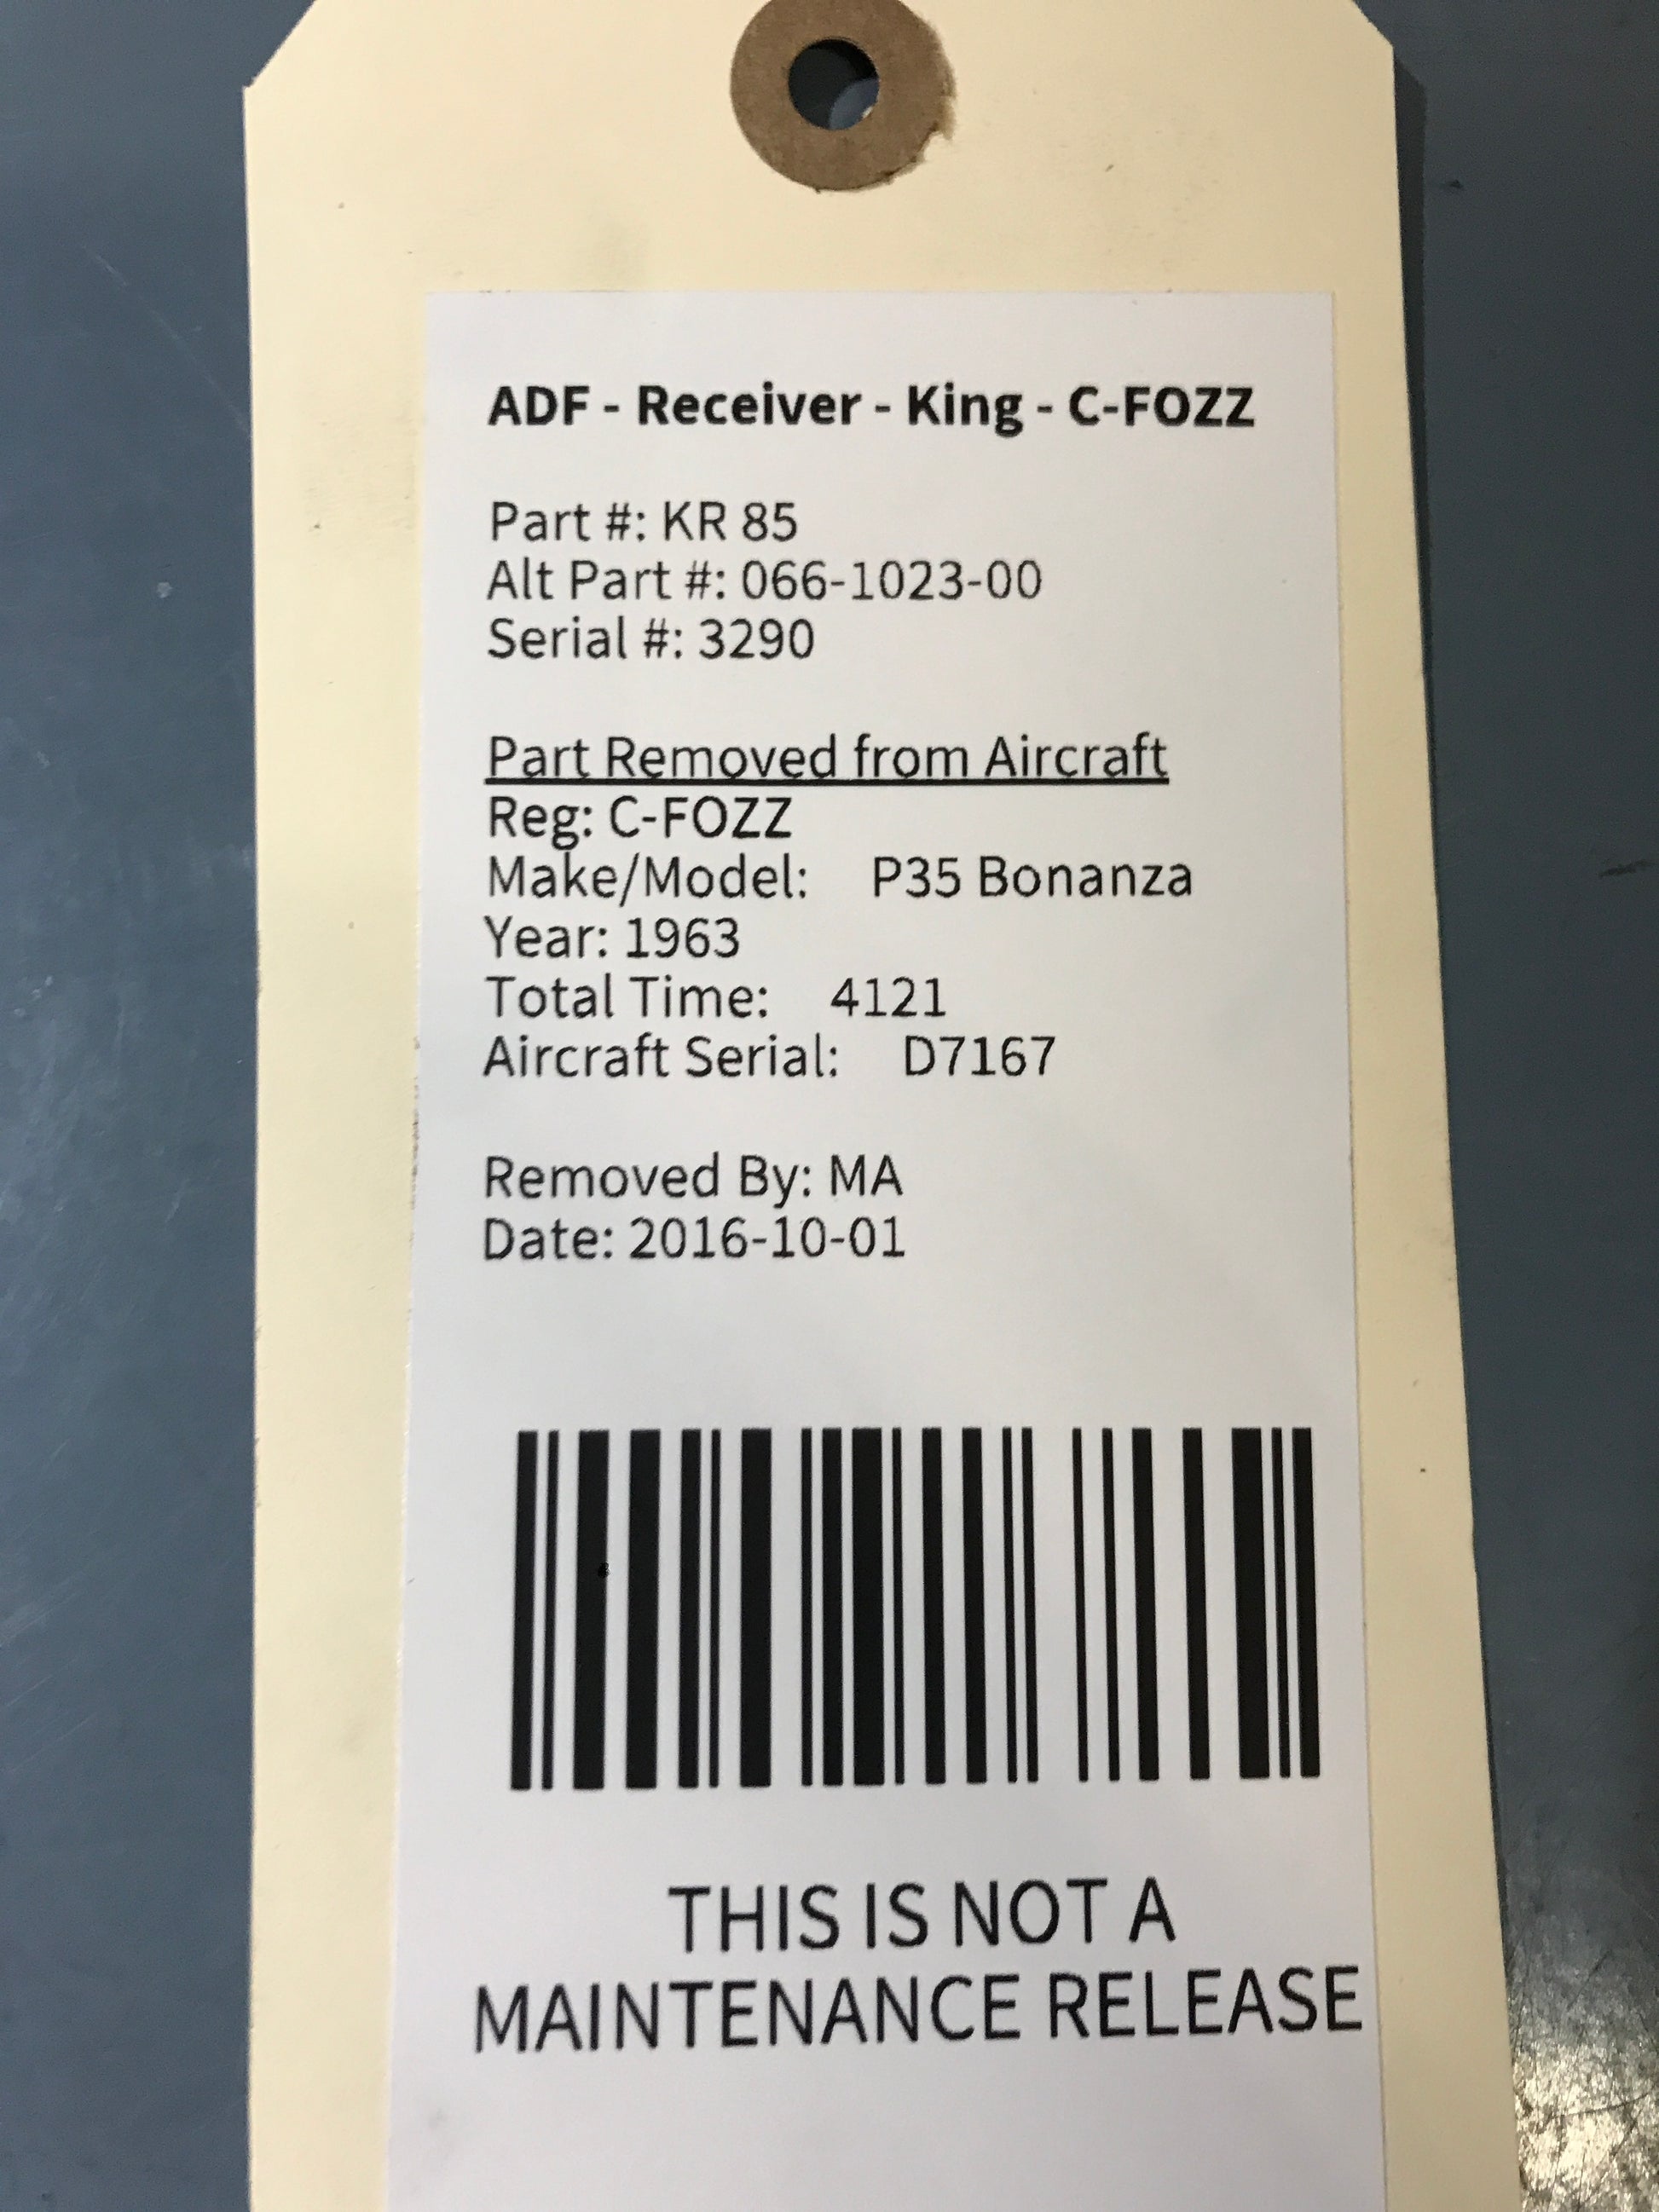 ADF - Receiver - King - C-FOZZ
Part #: KR 85
Alt Part #: 066-1023-00
Serial #: 3290
Part Removed from Aircraft
Reg: C-FOZZ
Make/Model: P35 Bonanza
Year: 1963
Total Time: 4121
Aircraft Serial: D7167
Removed By: MA
Date: 2016-10-01
THIS IS NOT A
MAINTENANCE RELEASE